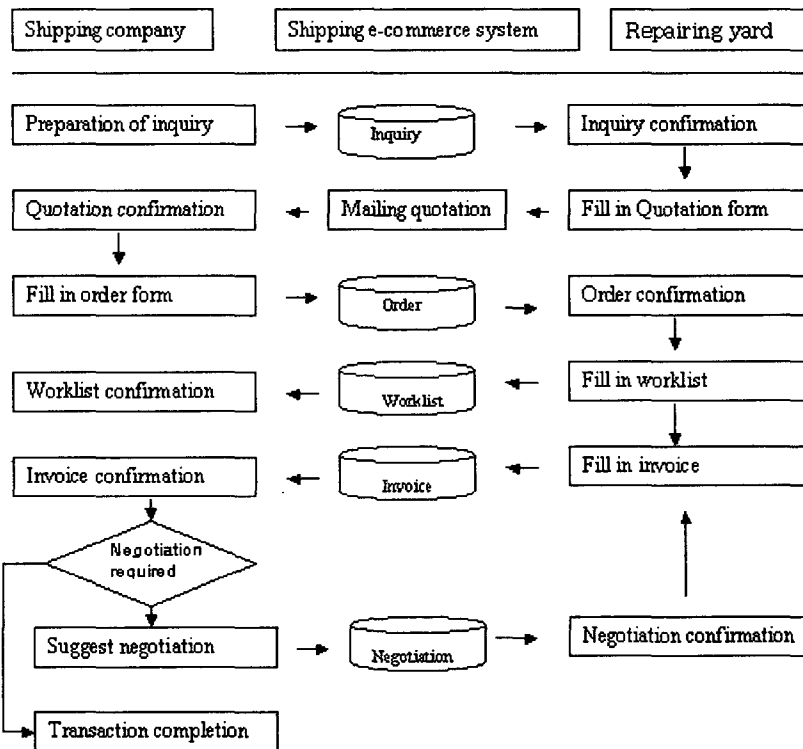 Shipping company
Shipping e-commerce system
Repairing yard
Preparation of inquiry
Inquiry
Inquiry confirmation
Quotation confirmation
Mailing quotation
Fill in Quotation form
Fill in order form
Order
Order confirmation
Worklist confirmation
Worklist
Fill in worklist
Invoice confirmation
Invoice
Fill in invoice
Negotiation
required
Suggest negotiation
Negotiation
Negotiation confirmation
Transaction completion